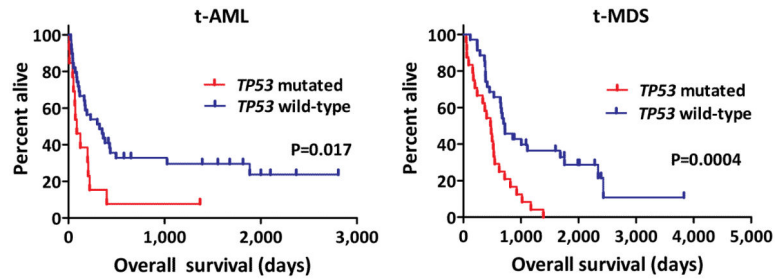 t-AML
Percent alive
100
80
60
40
20
0
TP53 mutated
TP53 wild-type
P=0.017
0 1,000 2,000 3,000
Overall survival (days)
t-MDS
Percent alive
100
80
60
40
20
0
TP53 mutated
TP53 wild-type
P=0.0004
0 1,000 2,000 3,000 4,000 5,000
Overall survival (days)